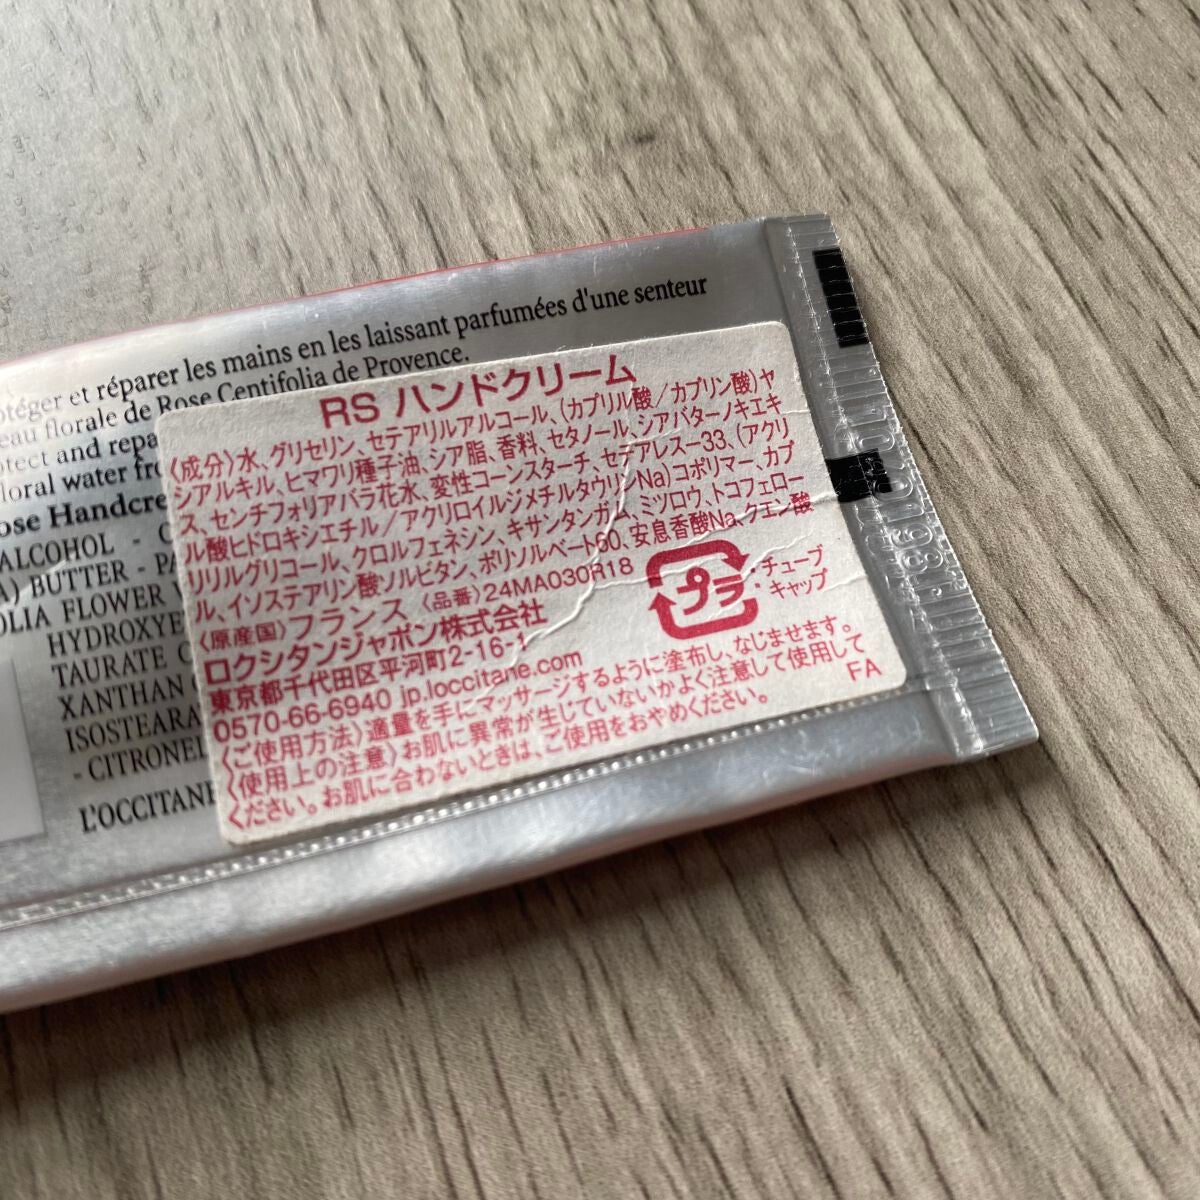 otéger et réparer les mains en les laissant parfumées d'une senteur
eau florale de Rose Centifolia de Provence.
otect and repa
loral water fro
ose Handcre
ALCOHOL - C
A) BUTTER - PA
OLIA FLOWER
HYDROXYE
TAURATE C
XANTHAN
ISOSTEARA
- CITRONEL
L'OCCITANE
RS ハンドクリーム
〈成分〉水、グリセリン、セテアリルアルコール、(カプリル酸/カプリン酸)ヤ
シアルキル、ヒマワリ種子油、シア脂、香料、セタノール、シアバターノキエキ
ス、センチフォリアバラ花水、変性コーンスターチ、セテアレス－33、(アクリ
ル酸ヒドロキシエチル/アクリロイルジメチルタウリンNa)コポリマー、カプ
リリルグリコール、クロルフェネシン、キサンタンガム、ミツロウ、トコフェロー
ル、イソステアリン酸ソルビタン、ポリソルベート60、安息香酸Na、クエン酸
〈原産国〉フランス 〈品番〉24MA030R18
ロクシタンジャポン株式会社
東京都千代田区平河町2-16-1
0570-66-6940 jp.loccitane.com
プラ
・チューブ
・キャップ
〈ご使用方法〉適量を手にマッサージするように塗布し、なじませます。
〈使用上の注意〉お肌に異常が生じていないかよく注意して使用して
ください。お肌に合わないときは、ご使用をおやめください。
FA